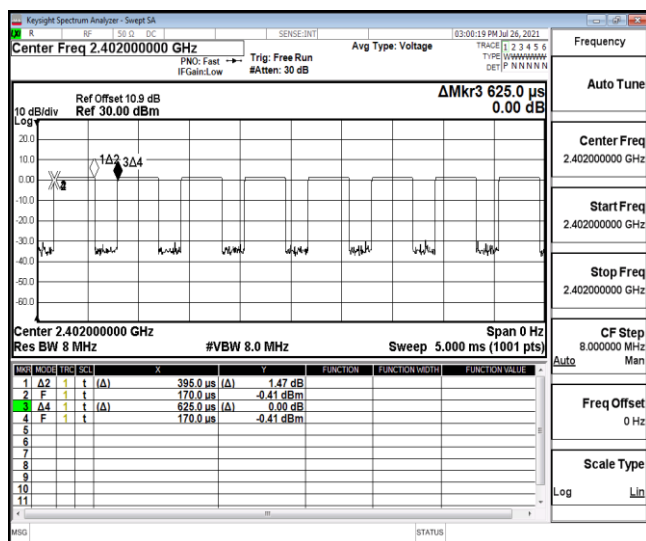 Keysight Spectrum Analyzer - Swept SA
R RF 50 Ω DC SENSE:INT 03:00:19 PM Jul 26, 2021
Center Freq 2.402000000 GHz
PNO: Fast
IFGain:Low
Trig: Free Run
#Atten: 30 dB
Avg Type: Voltage
TRACE 1 2 3 4 5 6
TYPE WWWWWW
DET P N N N N N
Ref Offset 10.9 dB
10 dB/div Ref 30.00 dBm
Log
ΔMkr3 625.0 µs
0.00 dB
20.0
10.0
0.00
-10.0
-20.0
-30.0
-40.0
-50.0
-60.0
1Δ2
3Δ4
Center 2.402000000 GHz Span 0 Hz
Res BW 8 MHz #VBW 8.0 MHz Sweep 5.000 ms (1001 pts)
MKR MODE TRC SCL X Y FUNCTION FUNCTION WIDTH FUNCTION VALUE
1 Δ2 1 t (Δ) 395.0 µs (Δ) 1.47 dB
2 F 1 t 170.0 µs -0.41 dBm
3 Δ4 1 t (Δ) 625.0 µs (Δ) 0.00 dB
4 F 1 t 170.0 µs -0.41 dBm
5
6
7
8
9
10
11
MSG STATUS
Frequency
Auto Tune
Center Freq
2.402000000 GHz
Start Freq
2.402000000 GHz
Stop Freq
2.402000000 GHz
CF Step
8.000000 MHz
Auto Man
Freq Offset
0 Hz
Scale Type
Log Lin